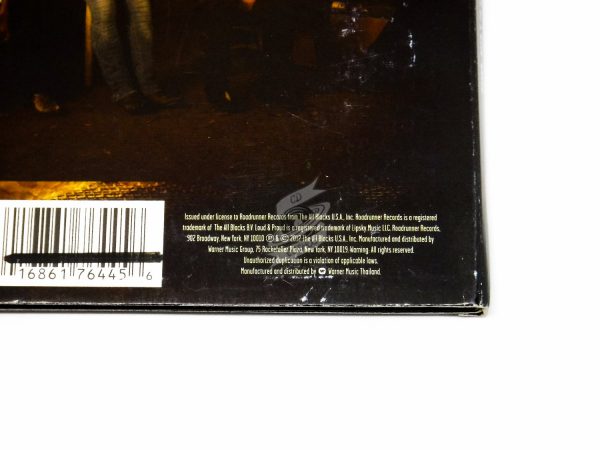 Issued under license to Roadrunner Records from The All Blacks U.S.A., Inc. Roadrunner Records is a registered
trademark of The All Blacks B.V. Loud & Proud is a registered trademark of Lipsky Music LLC. Roadrunner Records,
902 Broadway, New York, NY 10010 ℗ & © 2012 The All Blacks U.S.A., Inc. Manufactured and distributed by
Warner Music Group, 75 Rockefeller Plaza, New York, NY 10019. Warning: All rights reserved.
Unauthorized duplication is a violation of applicable laws.
Manufactured and distributed by Warner Music Thailand.
16861 76445 6
CD